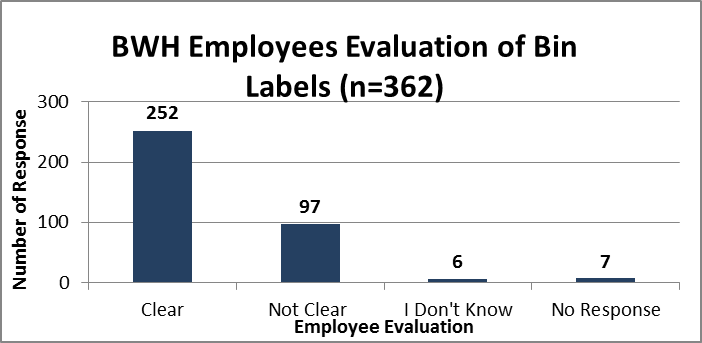 BWH Employees Evaluation of Bin
Labels (n=362)
Number of Response
300
200
100
0
252
97
6
7
Clear
Not Clear
I Don't Know
No Response
Employee Evaluation